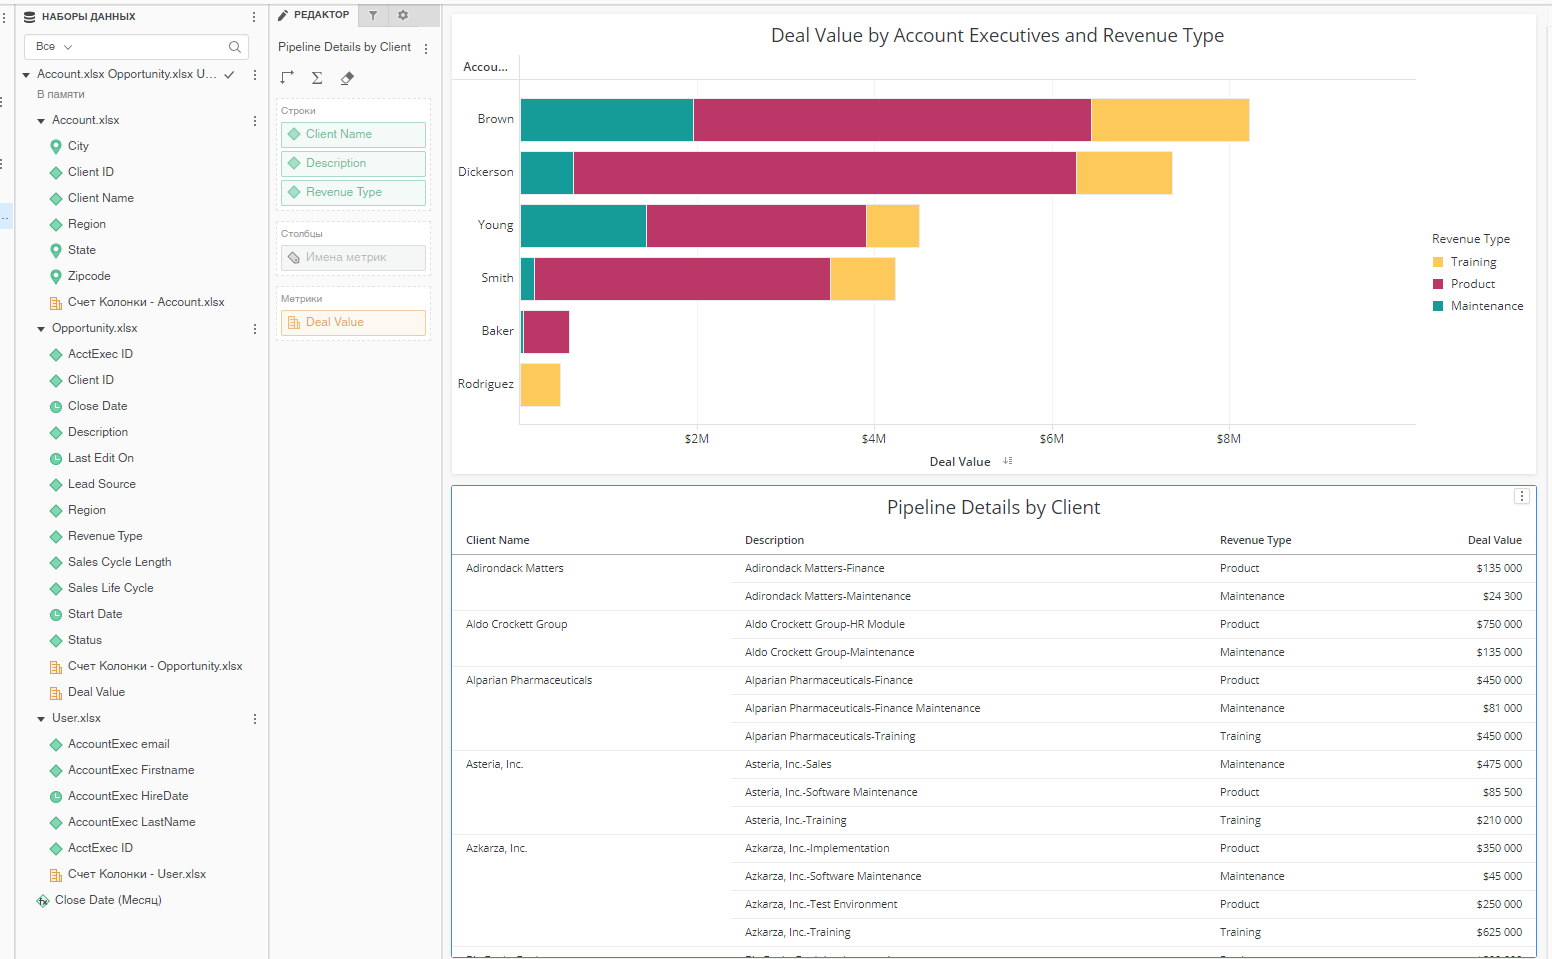 НАБОРЫ ДАННЫХ
Все
Account.xlsx Opportunity.xlsx U...
В памяти
Account.xlsx
City
Client ID
Client Name
Region
State
Zipcode
Счет Колонки - Account.xlsx
Opportunity.xlsx
AcctExec ID
Client ID
Close Date
Description
Last Edit On
Lead Source
Region
Revenue Type
Sales Cycle Length
Sales Life Cycle
Start Date
Status
Счет Колонки - Opportunity.xlsx
Deal Value
User.xlsx
AccountExec email
AccountExec Firstname
AccountExec HireDate
AccountExec LastName
AcctExec ID
Счет Колонки - User.xlsx
Close Date (Месяц)
РЕДАКТОР
Pipeline Details by Client
Строки
Client Name
Description
Revenue Type
Столбцы
Имена метрик
Метрики
Deal Value
Deal Value by Account Executives and Revenue Type
Accou...
Brown
Dickerson
Young
Smith
Baker
Rodriguez
$2M $4M $6M $8M
Deal Value
Revenue Type
Training
Product
Maintenance
Pipeline Details by Client
Client Name Description Revenue Type Deal Value
Adirondack Matters Adirondack Matters-Finance Product $135 000
Adirondack Matters-Maintenance Maintenance $24 300
Aldo Crockett Group Aldo Crockett Group-HR Module Product $750 000
Aldo Crockett Group-Maintenance Maintenance $135 000
Alparian Pharmaceuticals Alparian Pharmaceuticals-Finance Product $450 000
Alparian Pharmaceuticals-Finance Maintenance Maintenance $81 000
Alparian Pharmaceuticals-Training Training $450 000
Asteria, Inc. Asteria, Inc.-Sales Maintenance $475 000
Asteria, Inc.-Software Maintenance Product $85 500
Asteria, Inc.-Training Training $210 000
Azkarza, Inc. Azkarza, Inc.-Implementation Product $350 000
Azkarza, Inc.-Software Maintenance Maintenance $45 000
Azkarza, Inc.-Test Environment Product $250 000
Azkarza, Inc.-Training Training $625 000